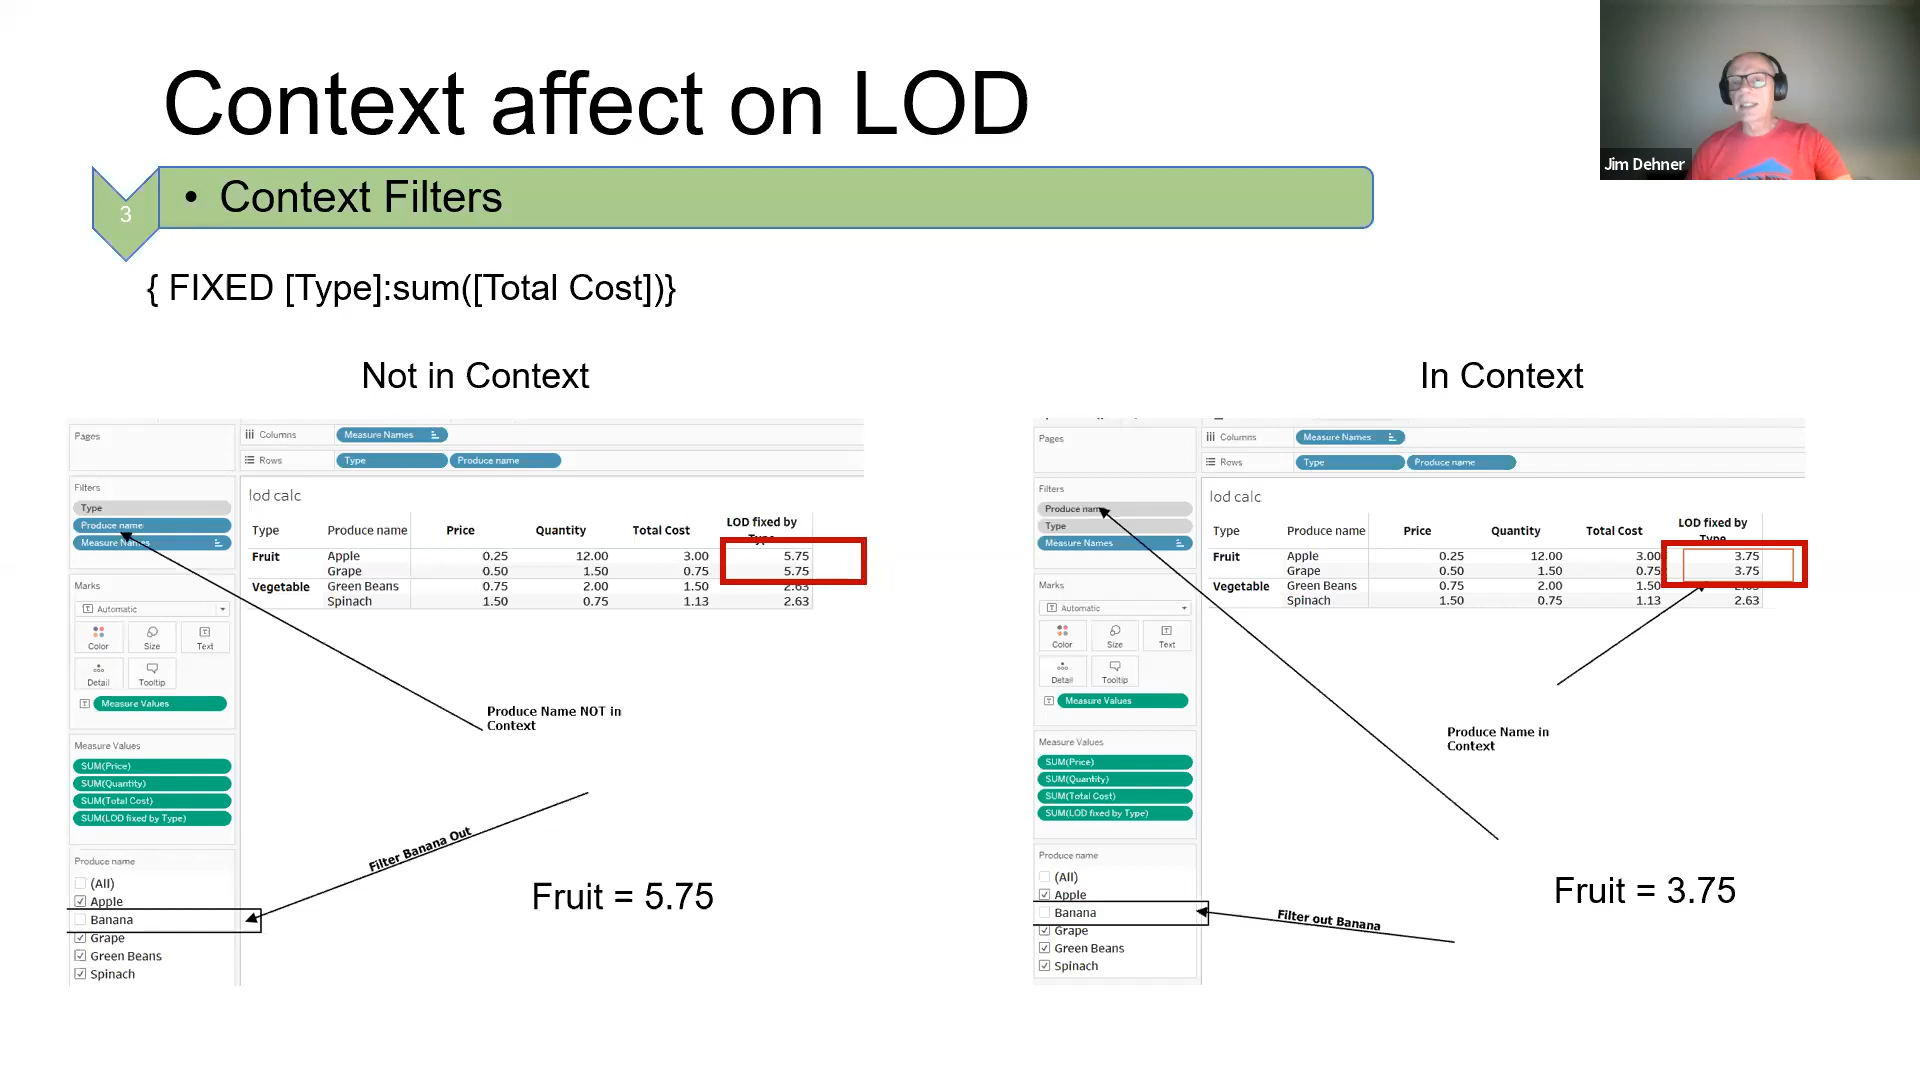 Context affect on LOD
Jim Dehner
3
• Context Filters
{ FIXED [Type]:sum([Total Cost])}
Not in Context
Pages
Columns
Measure Names
Rows
Type
Produce name
Filters
Type
Produce name
Measure Names
lod calc
Type Produce name Price Quantity Total Cost LOD fixed by Type
Fruit Apple 0.25 12.00 3.00 5.75
Grape 0.50 1.50 0.75 5.75
Vegetable Green Beans 0.75 2.00 1.50 2.63
Spinach 1.50 0.75 1.13 2.63
Marks
Automatic
Color Size Text
Detail Tooltip
Measure Values
Produce Name NOT in
Context
Measure Values
SUM(Price)
SUM(Quantity)
SUM(Total Cost)
SUM(LOD fixed by Type)
Filter Banana Out
Produce name
(All)
Apple
Banana
Grape
Green Beans
Spinach
Fruit = 5.75
In Context
Pages
Columns
Measure Names
Rows
Type
Produce name
Filters
Produce name
Type
Measure Names
lod calc
Type Produce name Price Quantity Total Cost LOD fixed by Type
Fruit Apple 0.25 12.00 3.00 3.75
Grape 0.50 1.50 0.75 3.75
Vegetable Green Beans 0.75 2.00 1.50
Spinach 1.50 0.75 1.13 2.63
Marks
Automatic
Color Size Text
Detail Tooltip
Measure Values
Produce Name in
Context
Measure Values
SUM(Price)
SUM(Quantity)
SUM(Total Cost)
SUM(LOD fixed by Type)
Produce name
(All)
Apple
Banana
Grape
Green Beans
Spinach
Filter out Banana
Fruit = 3.75